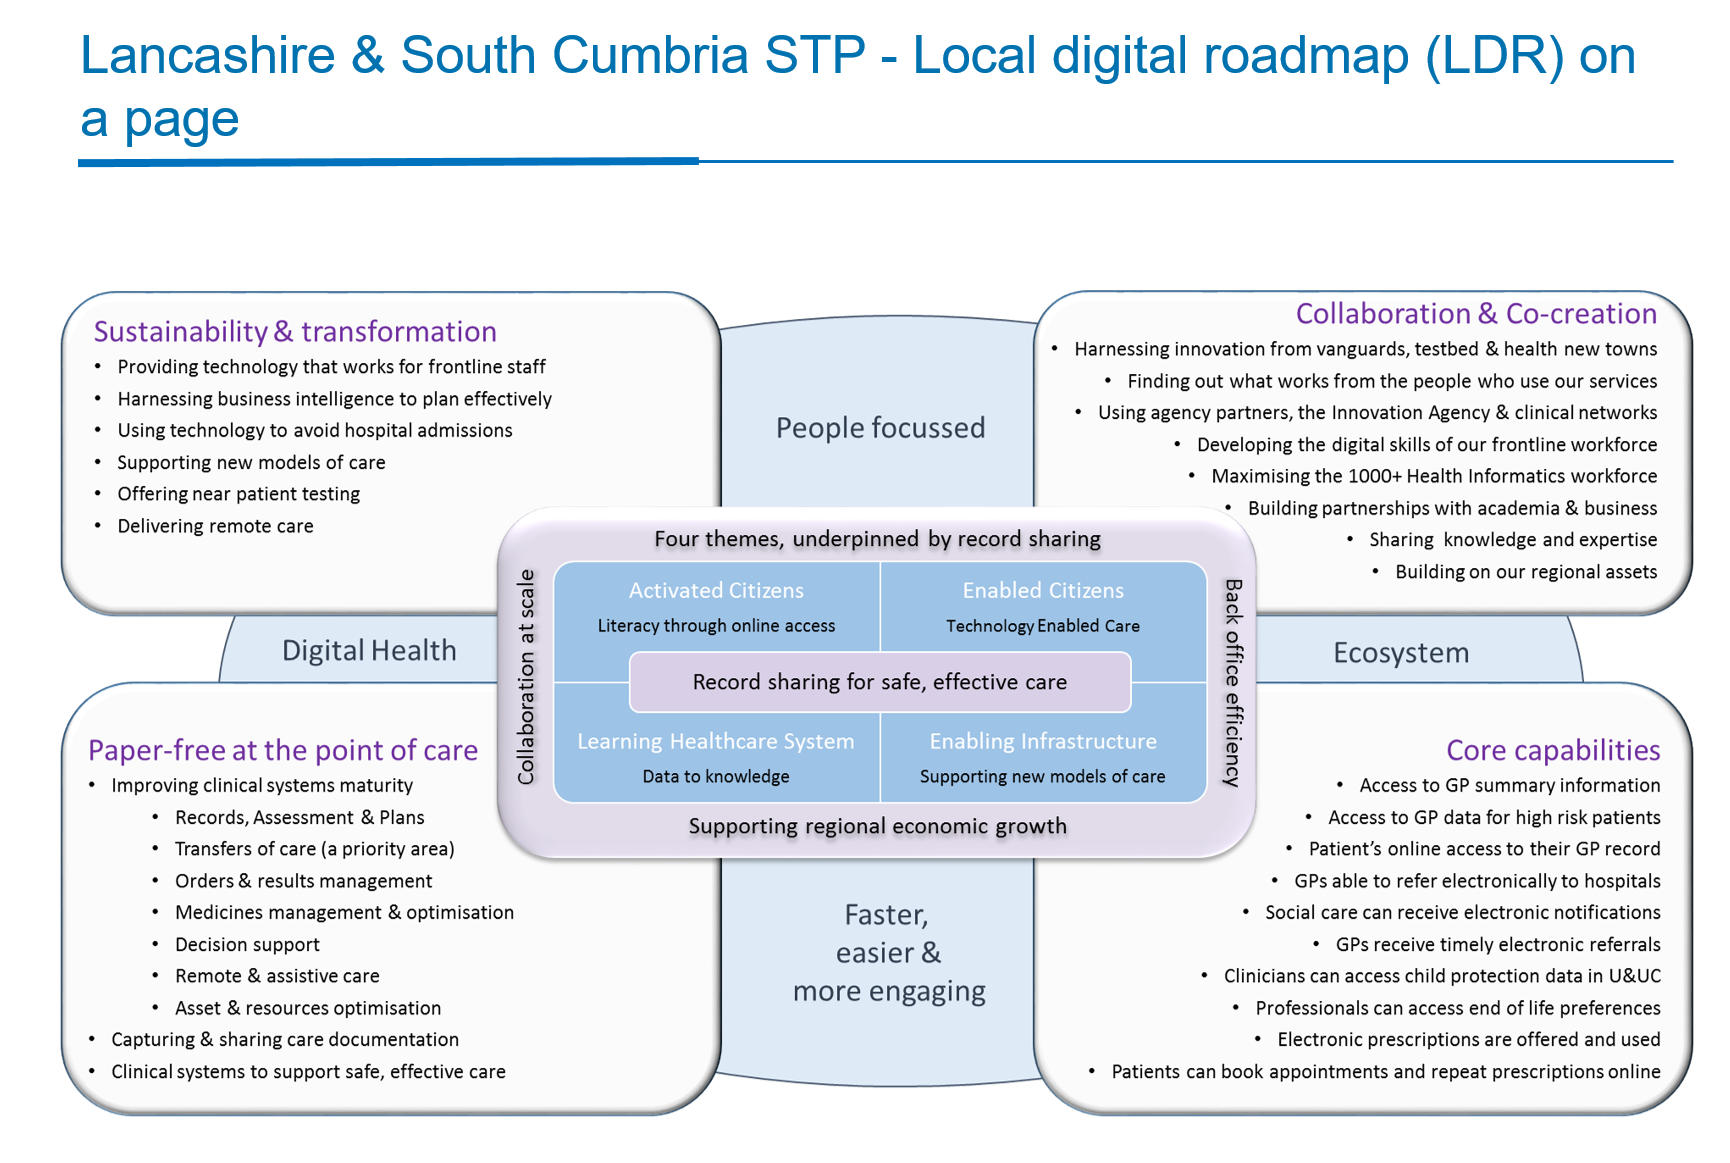 Lancashire & South Cumbria STP - Local digital roadmap (LDR) on
a page
Sustainability & transformation
• Providing technology that works for frontline staff
• Harnessing business intelligence to plan effectively
• Using technology to avoid hospital admissions
• Supporting new models of care
• Offering near patient testing
• Delivering remote care
People focussed
Collaboration & Co-creation
• Harnessing innovation from vanguards, testbed & health new towns
• Finding out what works from the people who use our services
• Using agency partners, the Innovation Agency & clinical networks
• Developing the digital skills of our frontline workforce
• Maximising the 1000+ Health Informatics workforce
• Building partnerships with academia & business
• Sharing knowledge and expertise
• Building on our regional assets
Digital Health
Four themes, underpinned by record sharing
Collaboration at scale
Activated Citizens
Literacy through online access
Enabled Citizens
Technology Enabled Care
Record sharing for safe, effective care
Learning Healthcare System
Data to knowledge
Enabling Infrastructure
Supporting new models of care
Back office efficiency
Supporting regional economic growth
Ecosystem
Paper-free at the point of care
• Improving clinical systems maturity
• Records, Assessment & Plans
• Transfers of care (a priority area)
• Orders & results management
• Medicines management & optimisation
• Decision support
• Remote & assistive care
• Asset & resources optimisation
• Capturing & sharing care documentation
• Clinical systems to support safe, effective care
Faster,
easier &
more engaging
Core capabilities
• Access to GP summary information
• Access to GP data for high risk patients
• Patient’s online access to their GP record
• GPs able to refer electronically to hospitals
• Social care can receive electronic notifications
• GPs receive timely electronic referrals
• Clinicians can access child protection data in U&UC
• Professionals can access end of life preferences
• Electronic prescriptions are offered and used
• Patients can book appointments and repeat prescriptions online